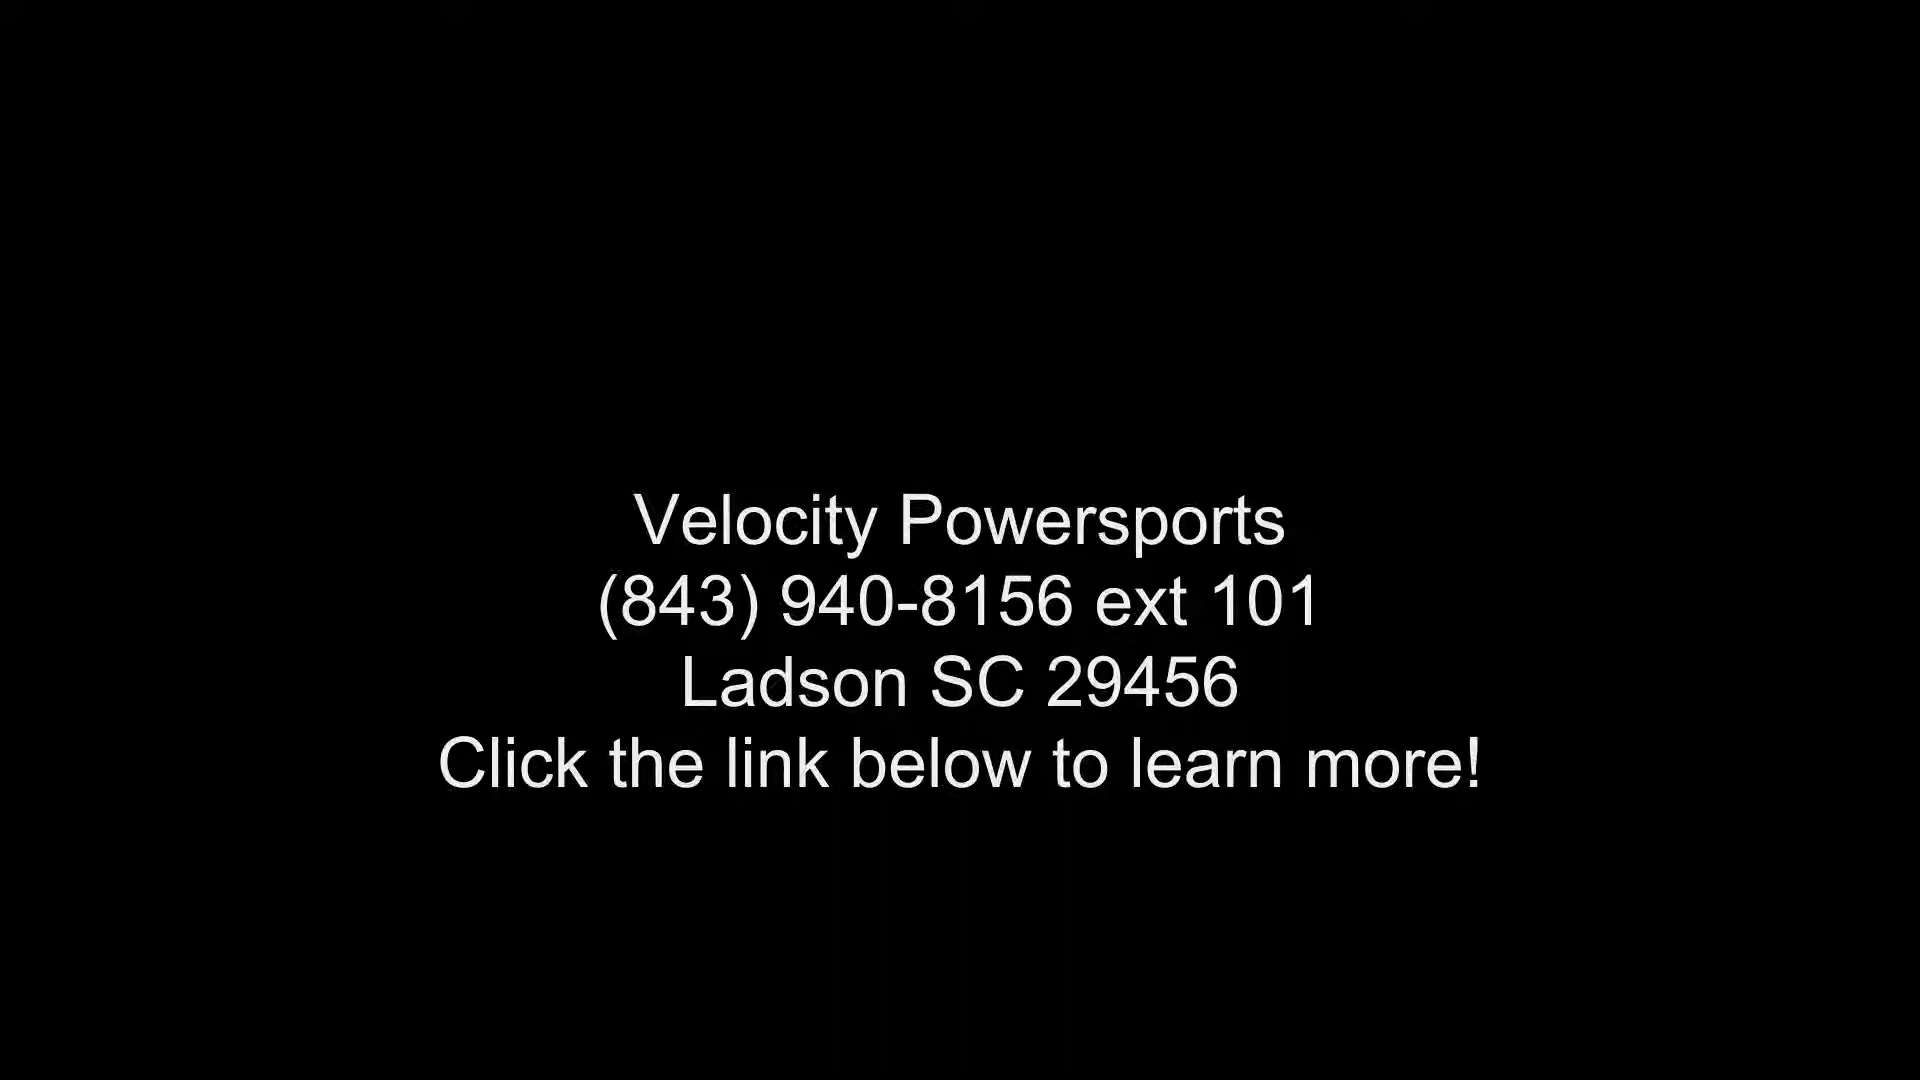 Velocity Powersports
(843) 940-8156 ext 101
Ladson SC 29456
Click the link below to learn more!